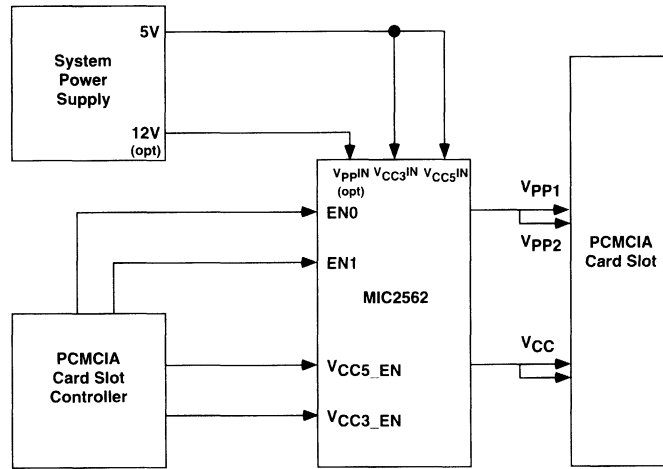 5V
System
Power
Supply
12V
(opt)
VPPIN VCC3IN VCC5IN
(opt)
EN0
EN1
MIC2562
VCC5_EN
VCC3_EN
PCMCIA
Card Slot
Controller
VPP1
VPP2
VCC
PCMCIA
Card Slot